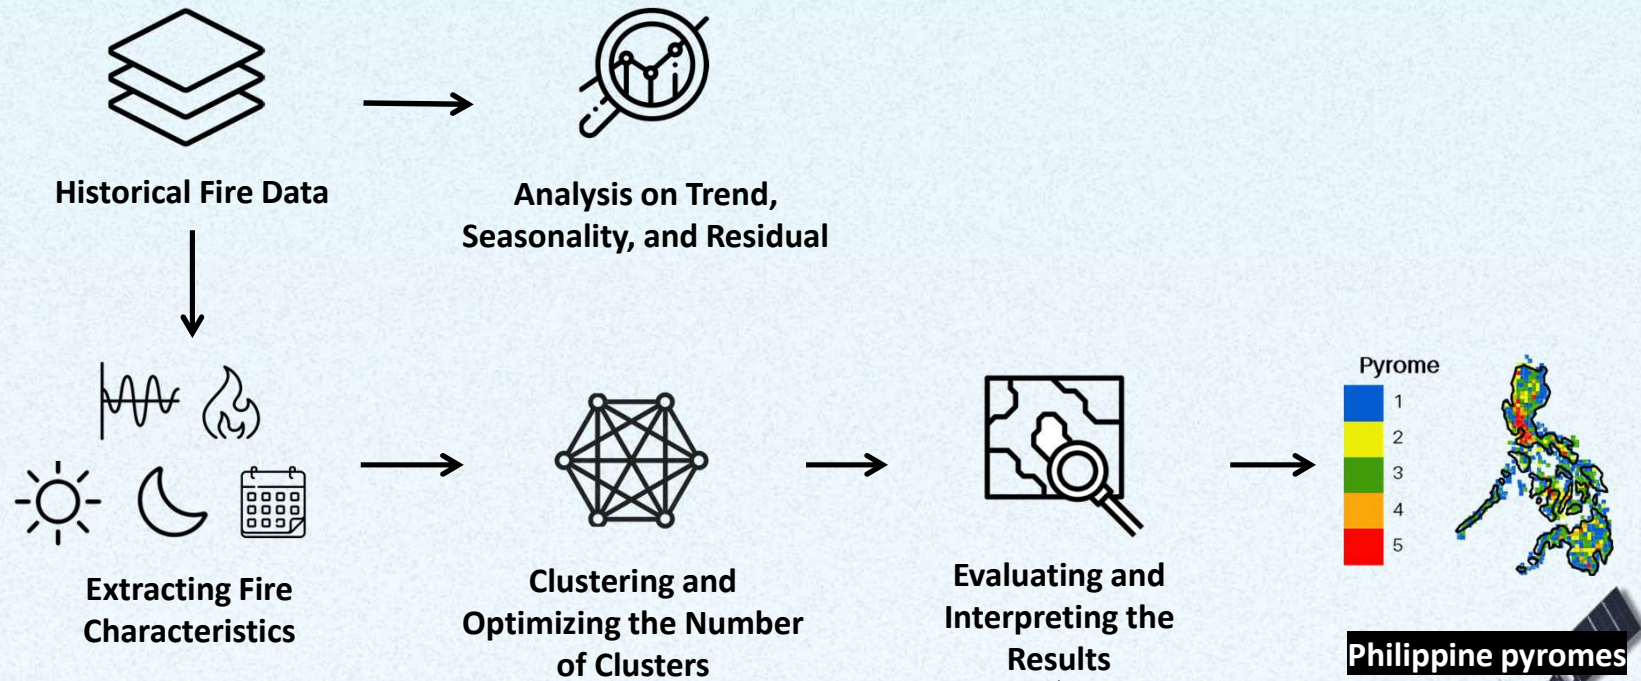 Historical Fire Data
Analysis on Trend,
Seasonality, and Residual
Extracting Fire
Characteristics
Clustering and
Optimizing the Number
of Clusters
Evaluating and
Interpreting the
Results
Pyrome
1
2
3
4
5
Philippine pyromes